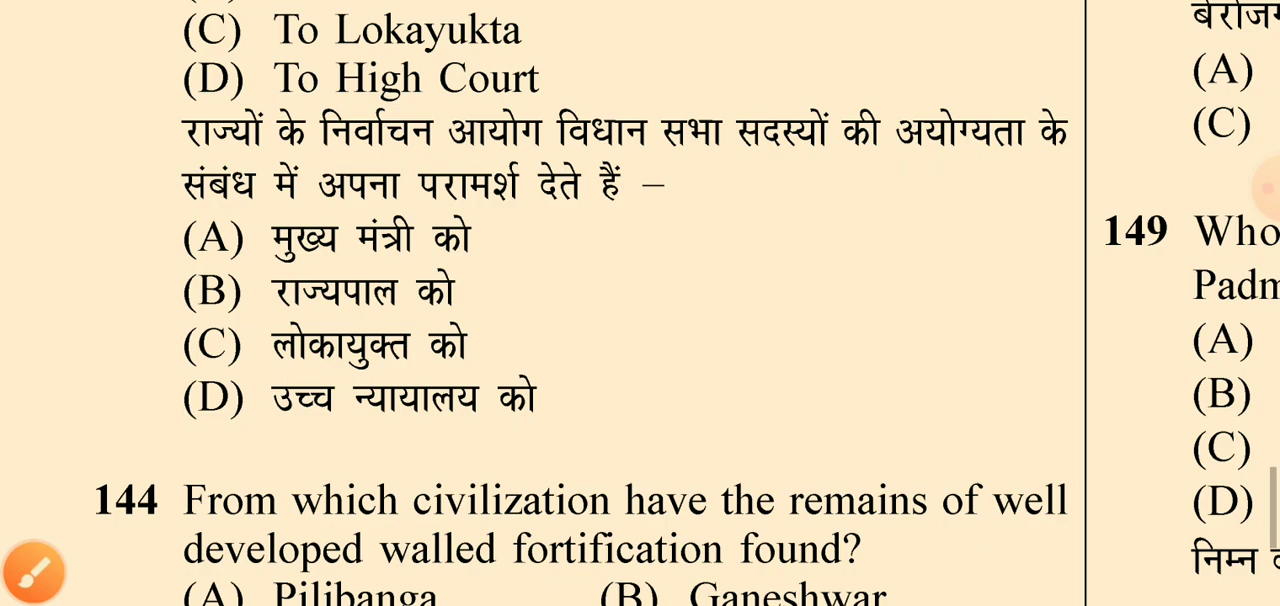 (C) To Lokayukta
(D) To High Court
राज्यों के निर्वाचन आयोग विधान सभा सदस्यों की अयोग्यता के
संबंध में अपना परामर्श देते हैं –
(A) मुख्य मंत्री को
(B) राज्यपाल को
(C) लोकायुक्त को
(D) उच्च न्यायालय को
144 From which civilization have the remains of well
developed walled fortification found?
(A) Pilibanga (B) Ganeshwar
(A)
(C)
149 Who
(A)
(B)
(C)
(D)
निम्न